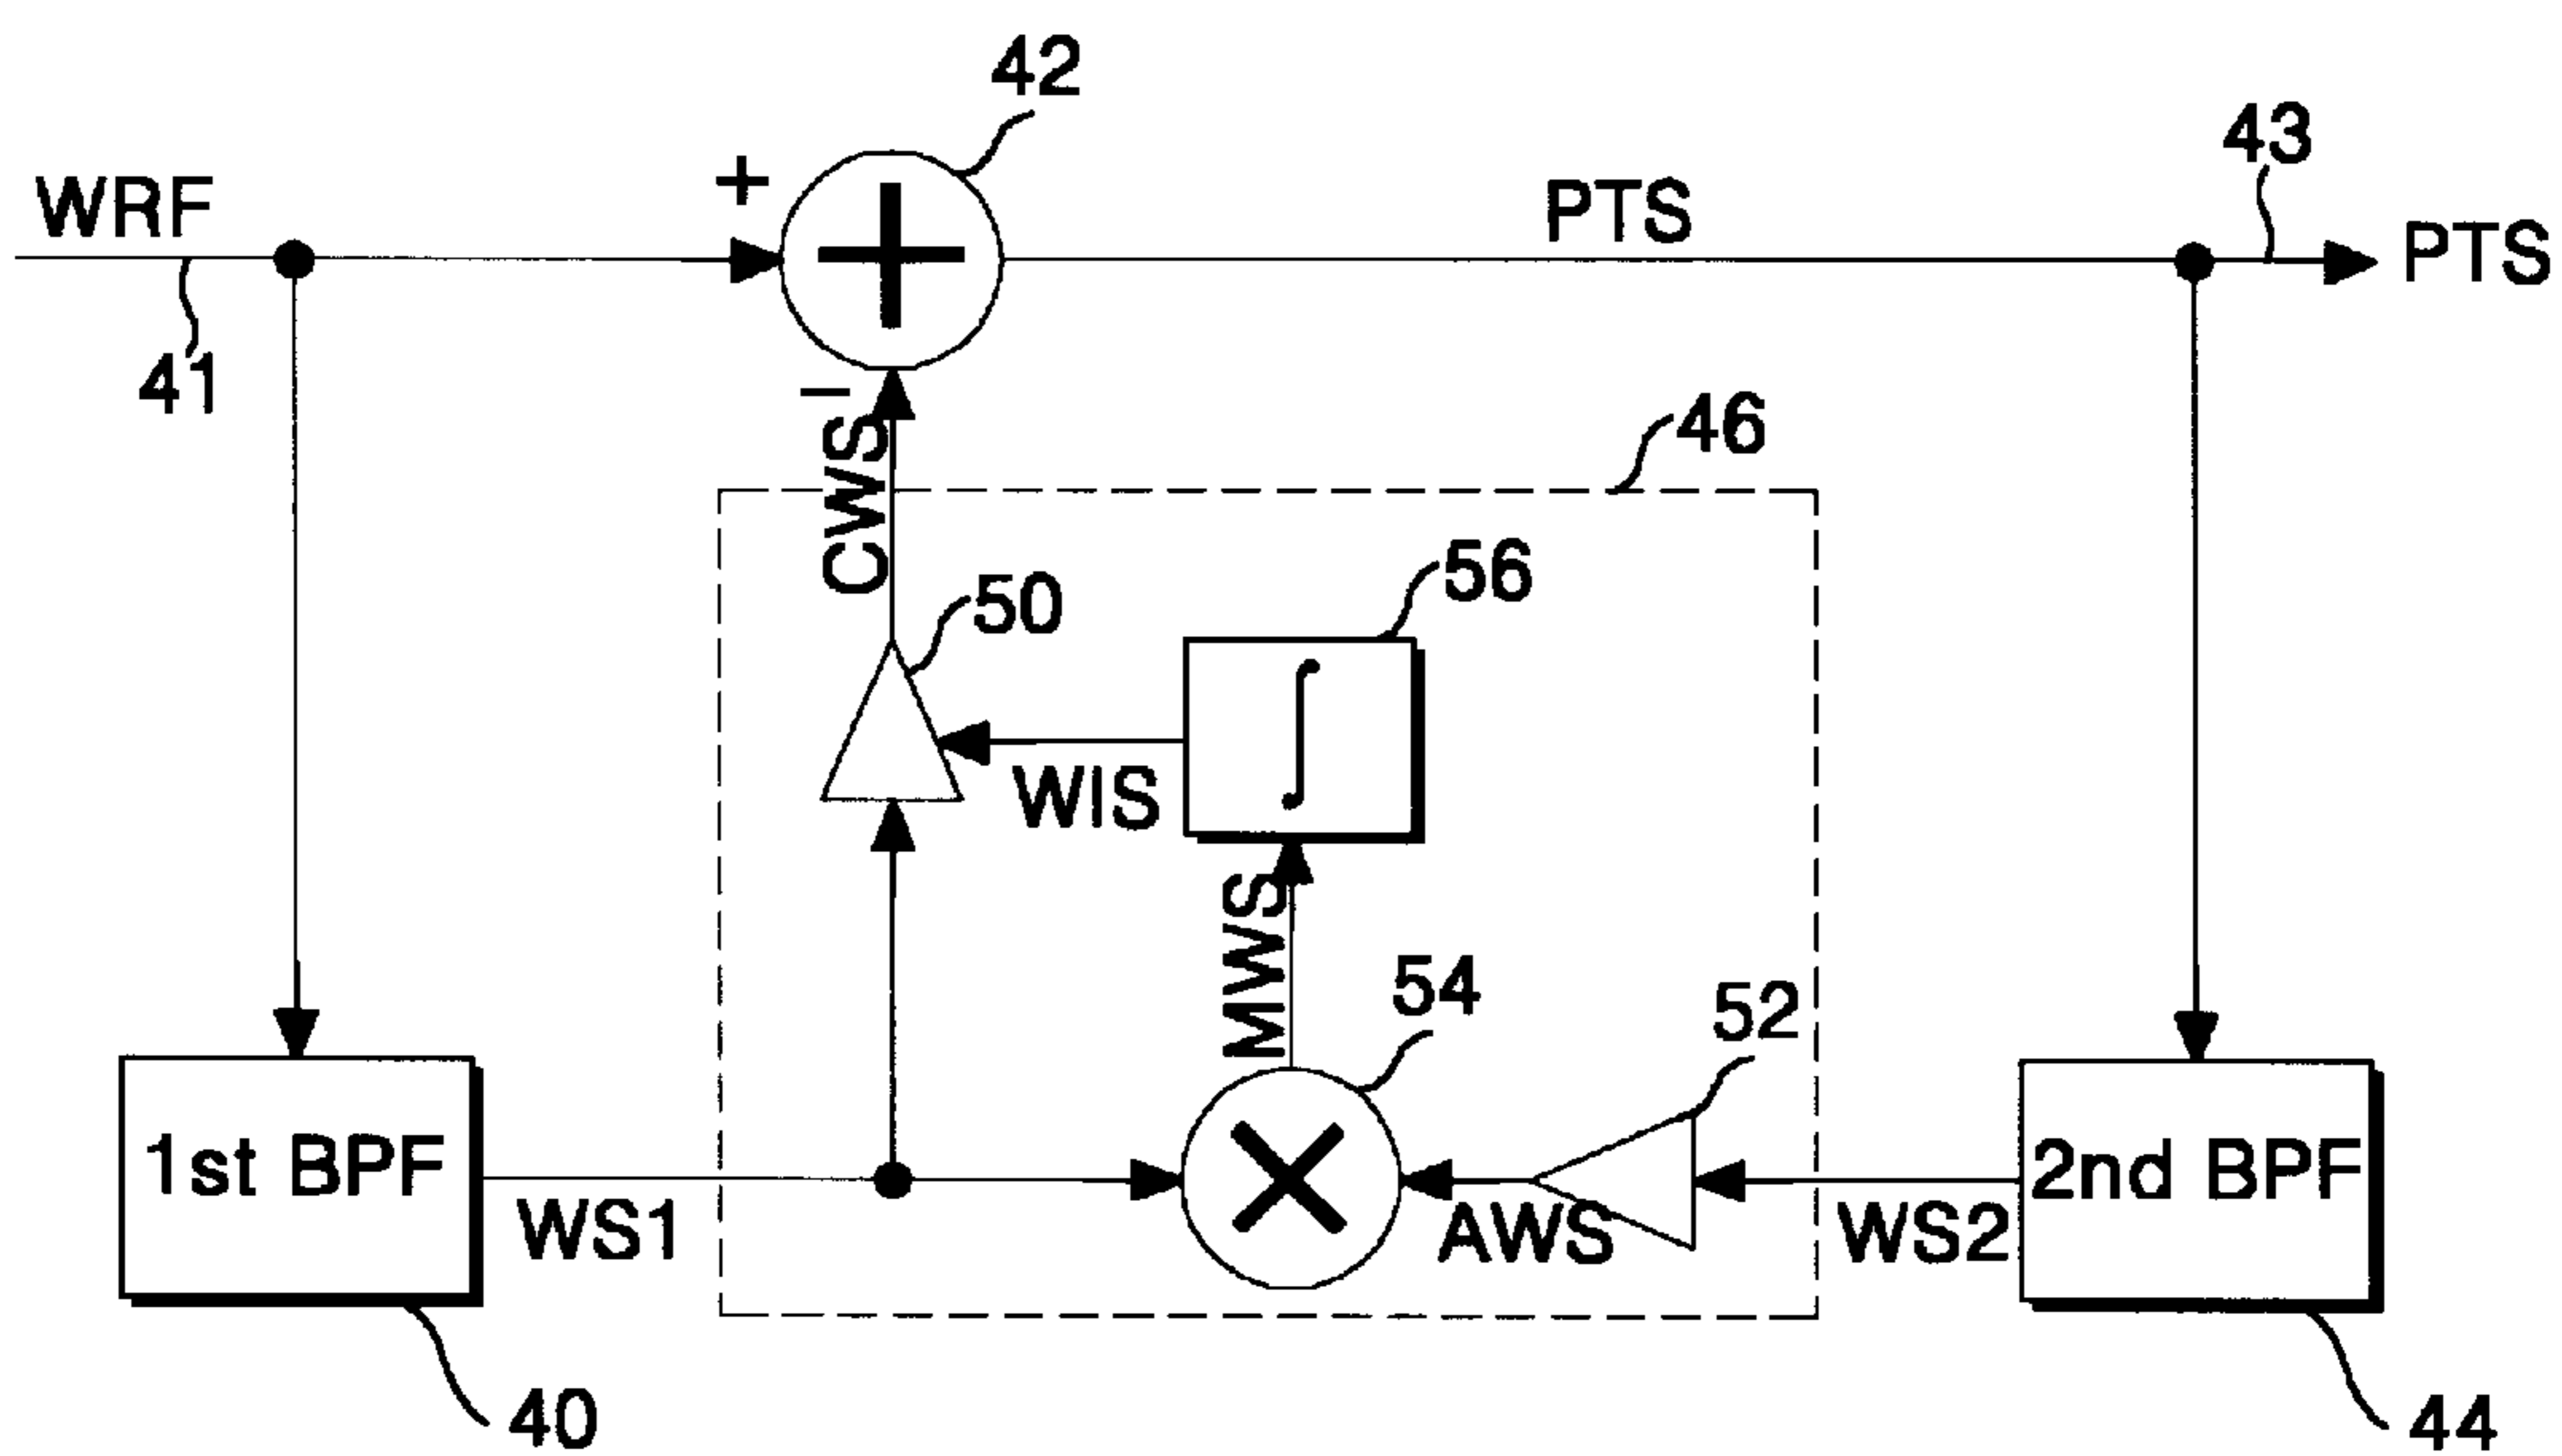 42
43
WRF
+
PTS
PTS
41
−
46
CWS
56
50
WIS
MWS
54
52
1st BPF
2nd BPF
WS1
AWS
WS2
40
44